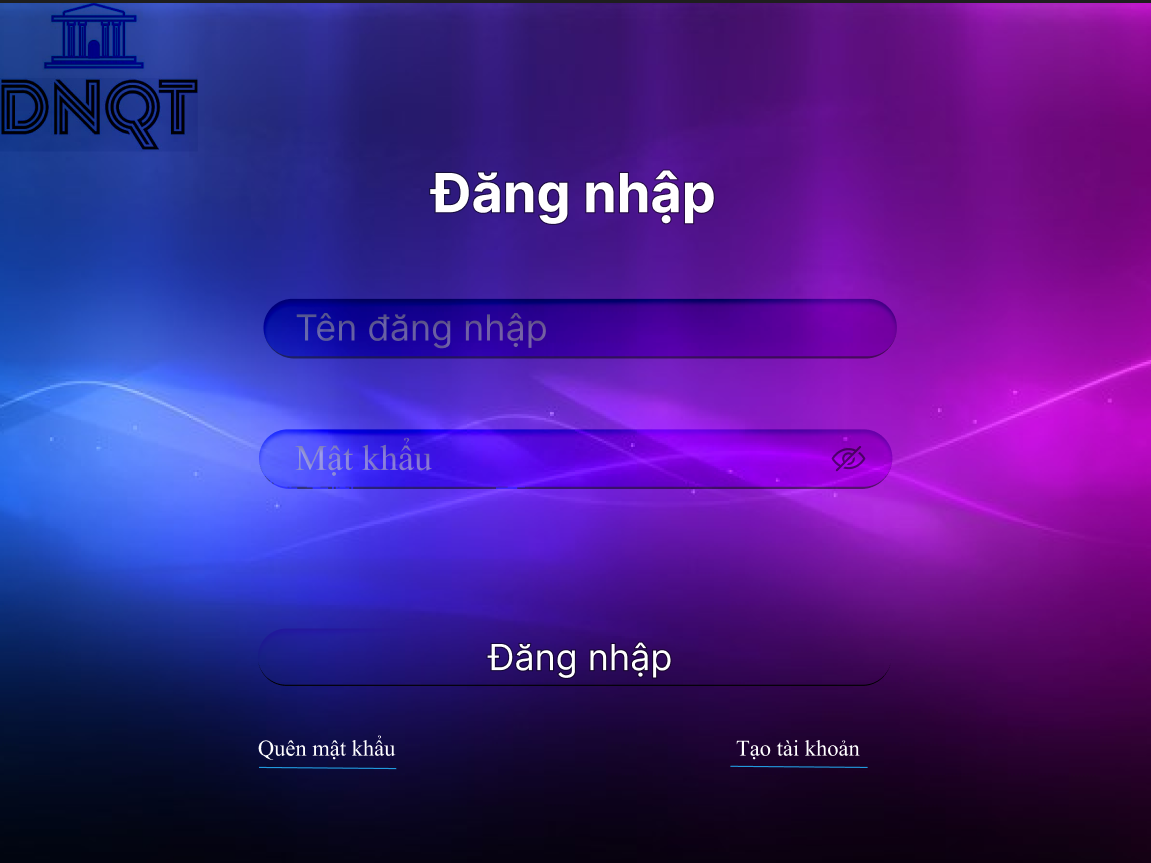 DNQT
Đăng nhập
Tên đăng nhập
Mật khẩu
Đăng nhập
Quên mật khẩu
Tạo tài khoản